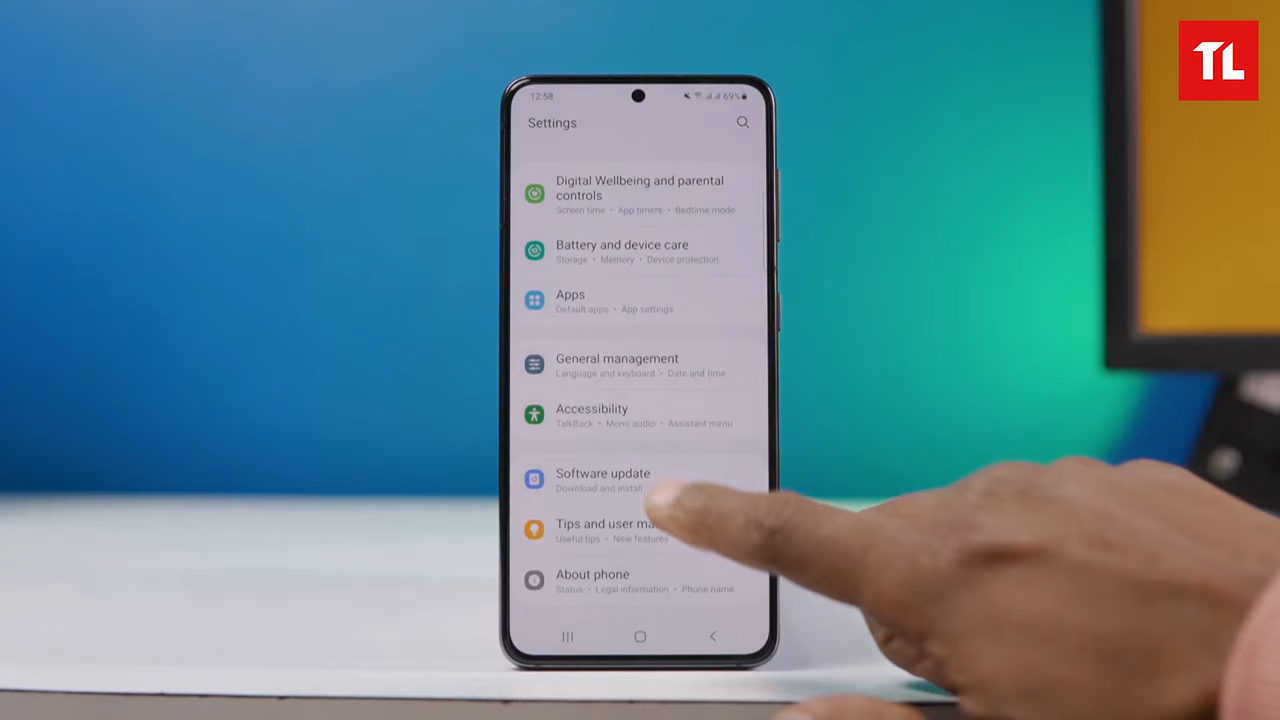 TL
12:58
69%
Settings
Digital Wellbeing and parental
controls
Screen time • App timers • Bedtime mode
Battery and device care
Storage • Memory • Device protection
Apps
Default apps • App settings
General management
Language and keyboard • Date and time
Accessibility
TalkBack • Mono audio • Assistant menu
Software update
Download and install
Tips and user
Useful tips • New features
About phone
Status • Legal information • Phone name